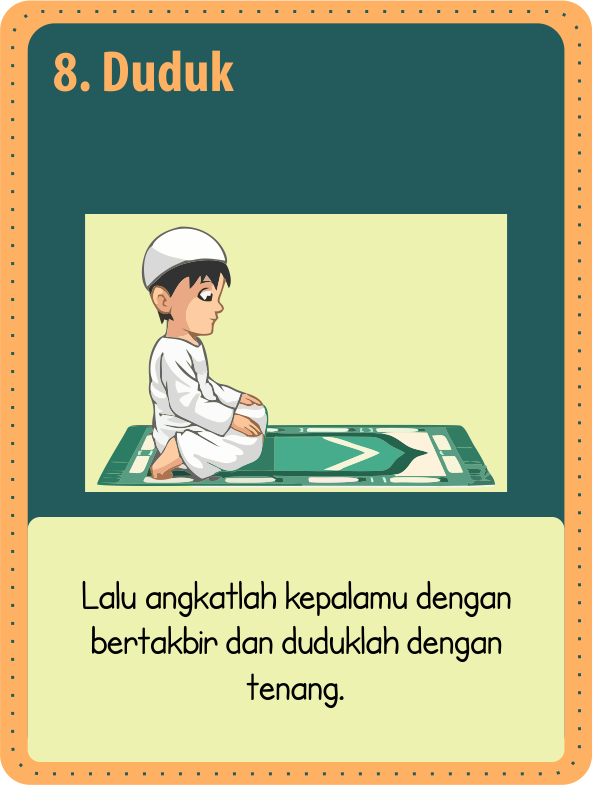 8. Duduk
Lalu angkatlah kepalamu dengan
bertakbir dan duduklah dengan
tenang.